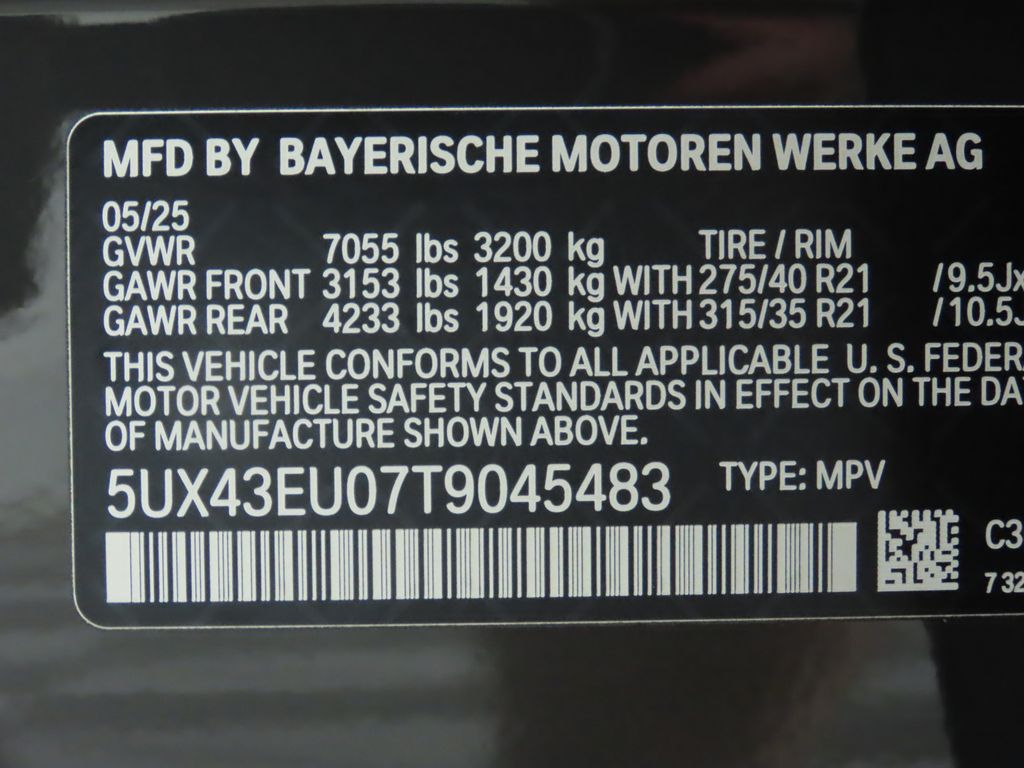 MFD BY BAYERISCHE MOTOREN WERKE AG
05/25
GVWR 7055 lbs 3200 kg TIRE / RIM
GAWR FRONT 3153 lbs 1430 kg WITH 275/40 R21 /9.5Jx
GAWR REAR 4233 lbs 1920 kg WITH 315/35 R21 /10.5J
THIS VEHICLE CONFORMS TO ALL APPLICABLE U. S. FEDER
MOTOR VEHICLE SAFETY STANDARDS IN EFFECT ON THE DA
OF MANUFACTURE SHOWN ABOVE.
5UX43EU07T9045483 TYPE: MPV
C3
7 32